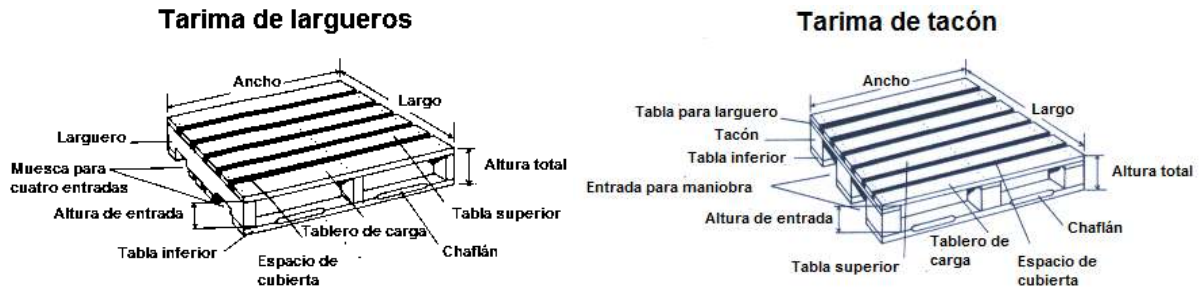 Tarima de largueros
Ancho
Largo
Larguero
Muesca para
cuatro entradas
Altura total
Altura de entrada
Tabla superior
Tablero de carga
Tabla inferior
Chaflán
Espacio de
cubierta
Tarima de tacón
Ancho
Tabla para larguero
Largo
Tacón
Tabla inferior
Altura total
Entrada para maniobra
Altura de entrada
Chaflán
Tablero de
carga
Tabla superior
Espacio de
cubierta